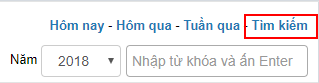 Hôm nay - Hôm qua - Tuần qua - Tìm kiếm
Năm 2018 Nhập từ khóa và ấn Enter